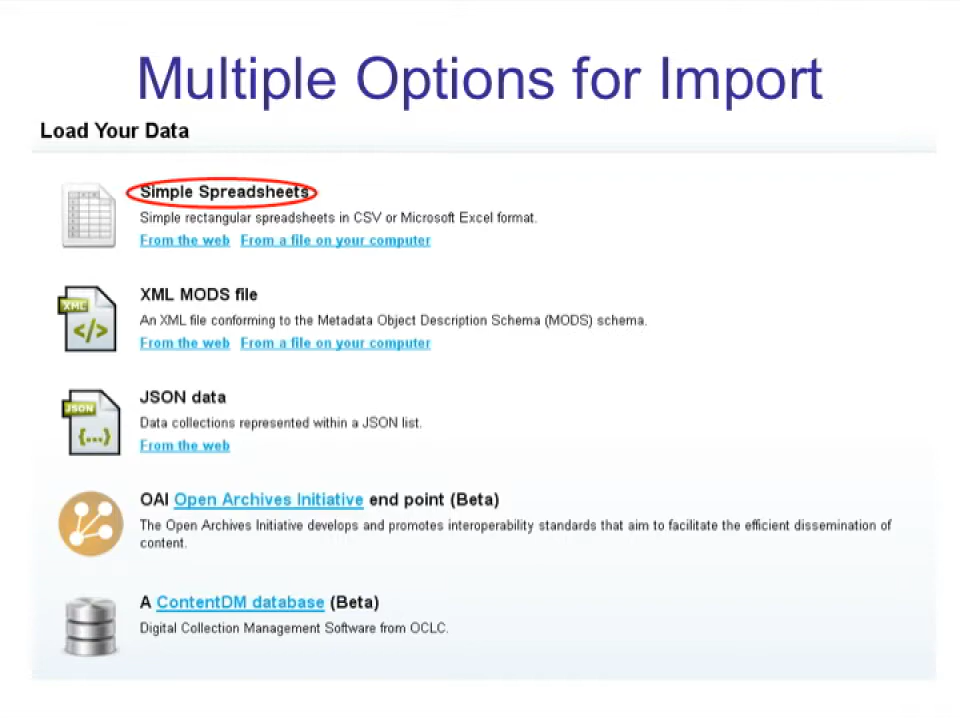 Multiple Options for Import
Load Your Data
Simple Spreadsheets
Simple rectangular spreadsheets in CSV or Microsoft Excel format.
From the web From a file on your computer
XML
</>
XML MODS file
An XML file conforming to the Metadata Object Description Schema (MODS) schema.
From the web From a file on your computer
JSON
{...}
JSON data
Data collections represented within a JSON list.
From the web
OAI Open Archives Initiative end point (Beta)
The Open Archives Initiative develops and promotes interoperability standards that aim to facilitate the efficient dissemination of
content.
A ContentDM database (Beta)
Digital Collection Management Software from OCLC.